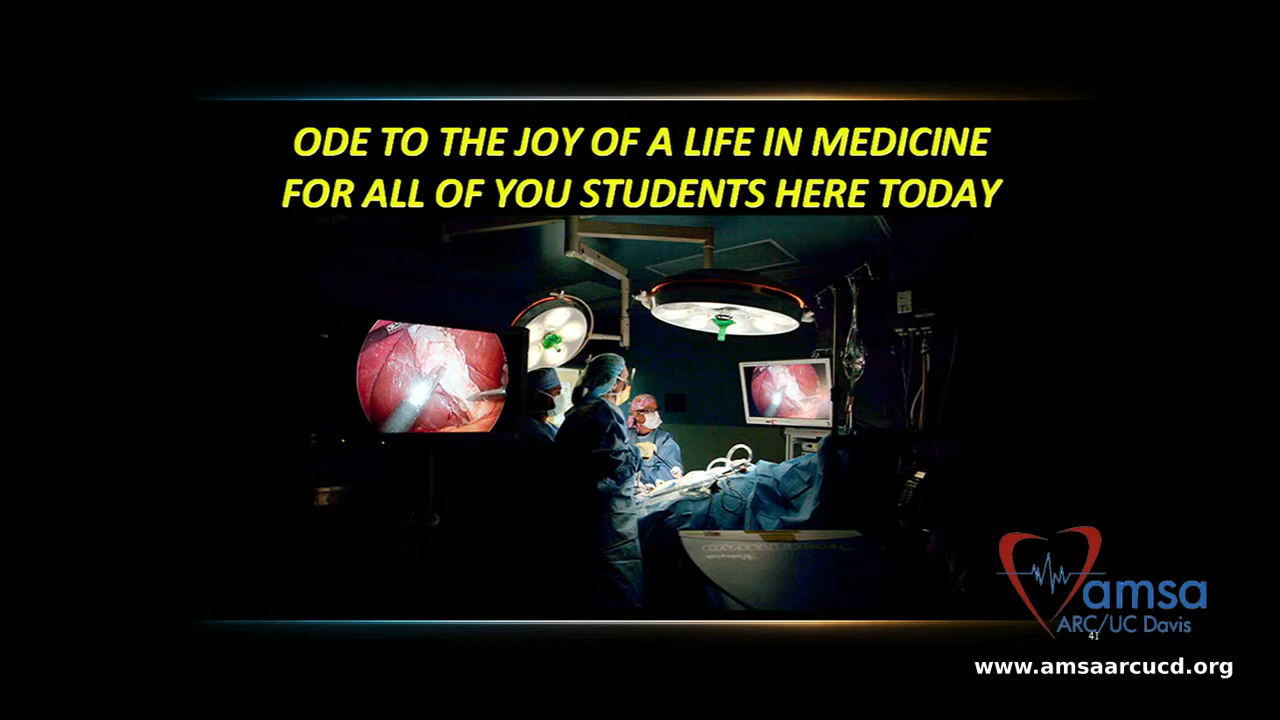 ODE TO THE JOY OF A LIFE IN MEDICINE
FOR ALL OF YOU STUDENTS HERE TODAY
amsa
ARC/UC Davis
41
www.amsaarcucd.org